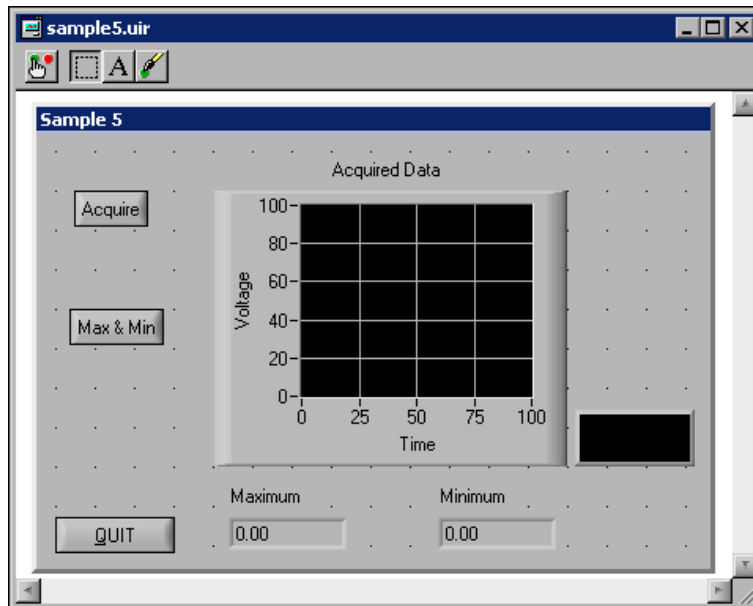 sample5.uir
A
Sample 5
Acquired Data
Acquire
Max & Min
Voltage
100
80
60
40
20
0
0 25 50 75 100
Time
Maximum Minimum
QUIT 0.00 0.00